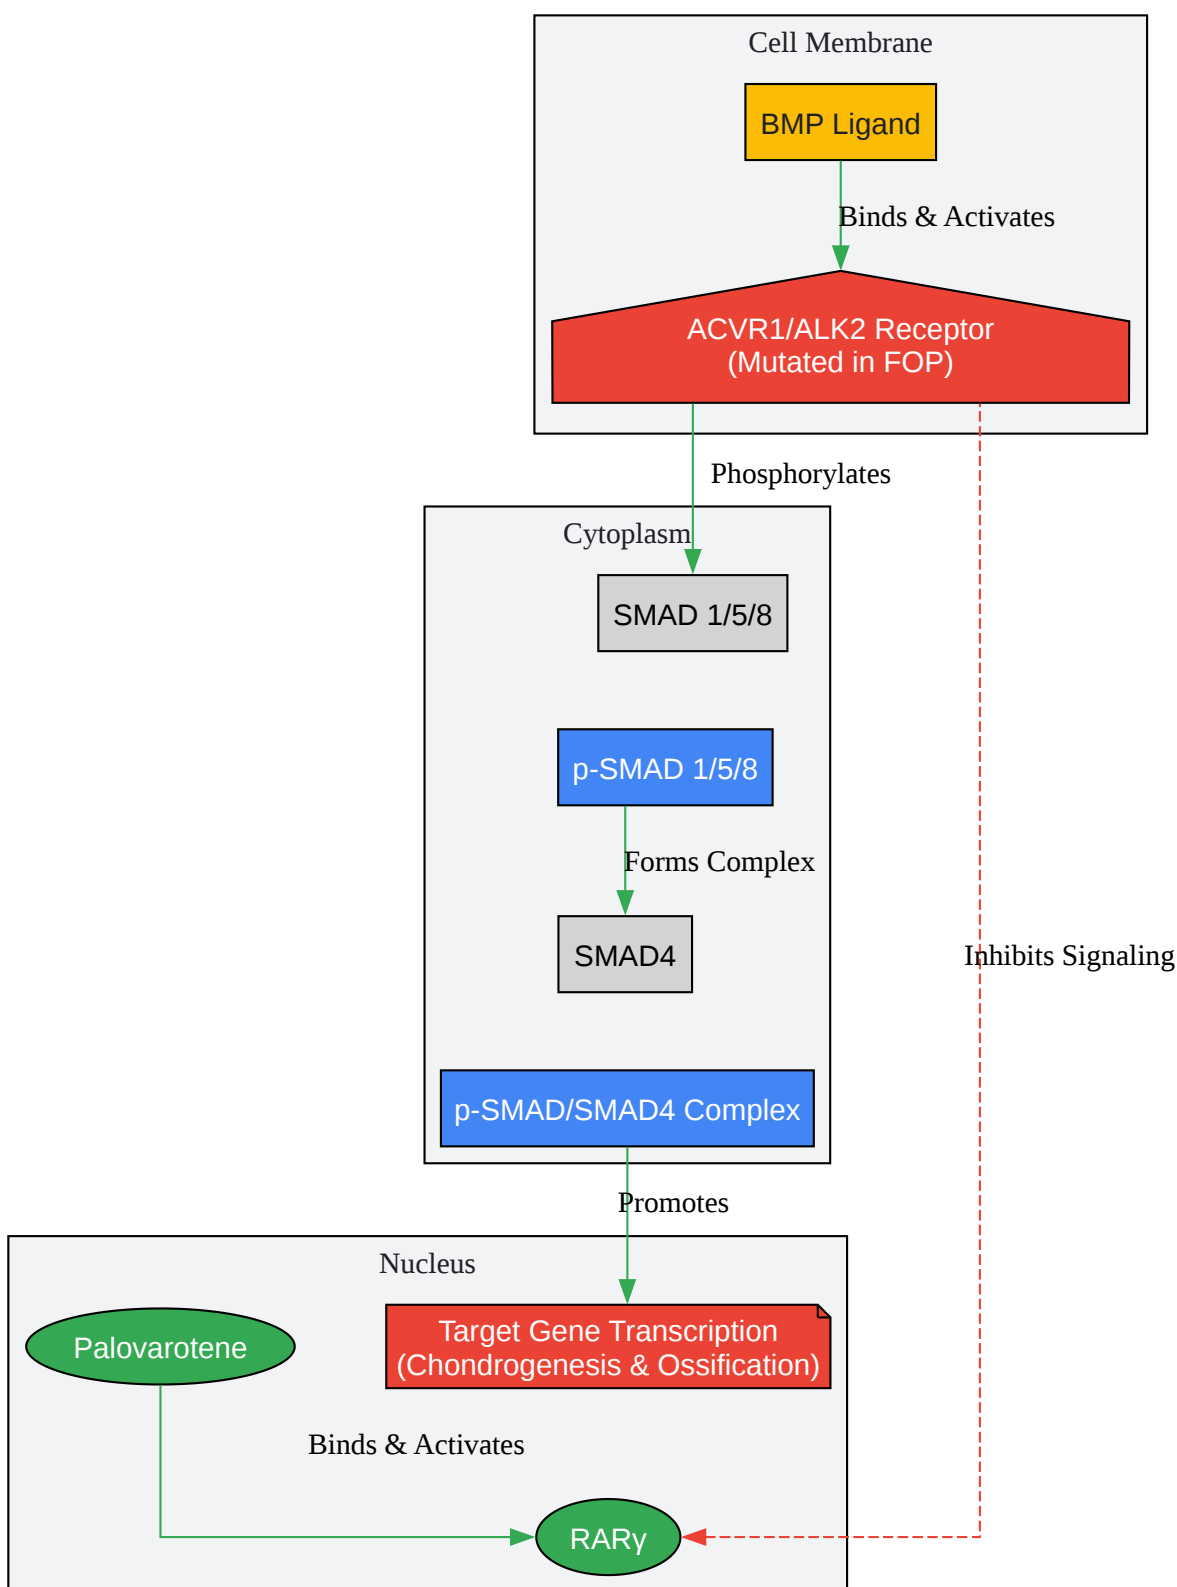 Cell Membrane
BMP Ligand
Binds & Activates
ACVR1/ALK2 Receptor
(Mutated in FOP)
Phosphorylates
Cytoplasm
SMAD 1/5/8
p-SMAD 1/5/8
Forms Complex
SMAD4
Inhibits Signaling
p-SMAD/SMAD4 Complex
Promotes
Nucleus
Palovarotene
Target Gene Transcription
(Chondrogenesis & Ossification)
Binds & Activates
RARγ